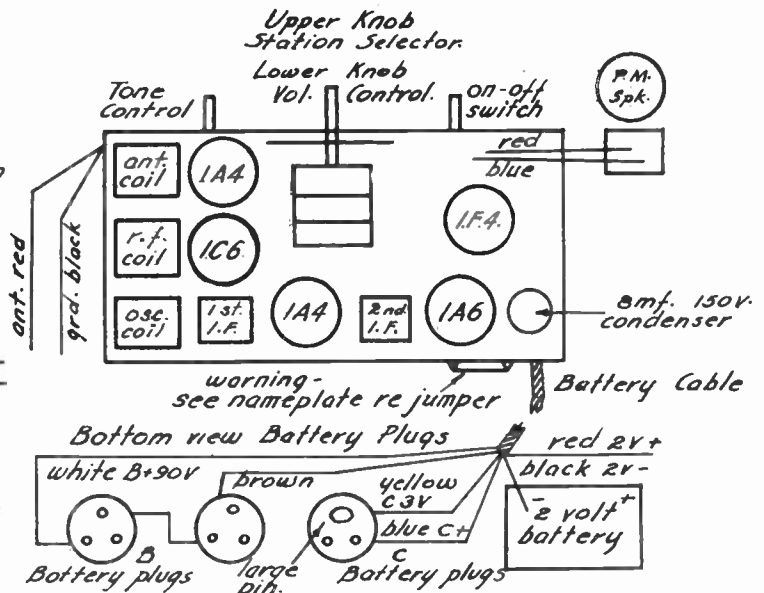 Upper Knob
Station Selector.
Lower Knob
Vol. Control.
Tone
Control
on-off
switch
P.M.
Spk.
red
blue
ant.
coil
1A4
r.f.
coil
1C6
1.F.4.
osc.
coil
1st.
I.F.
1A4
2nd.
I.F.
1A6
ant. red
grd. black
8mf. 150v.
condenser
warning-
see nameplate re jumper
Battery Cable
Bottom view Battery Plugs
red 2v+
black 2v-
white B+90V
brown
yellow
C3V
blue C+
- +
2 volt
battery
B
Battery plugs
large
pin.
C
Battery plugs